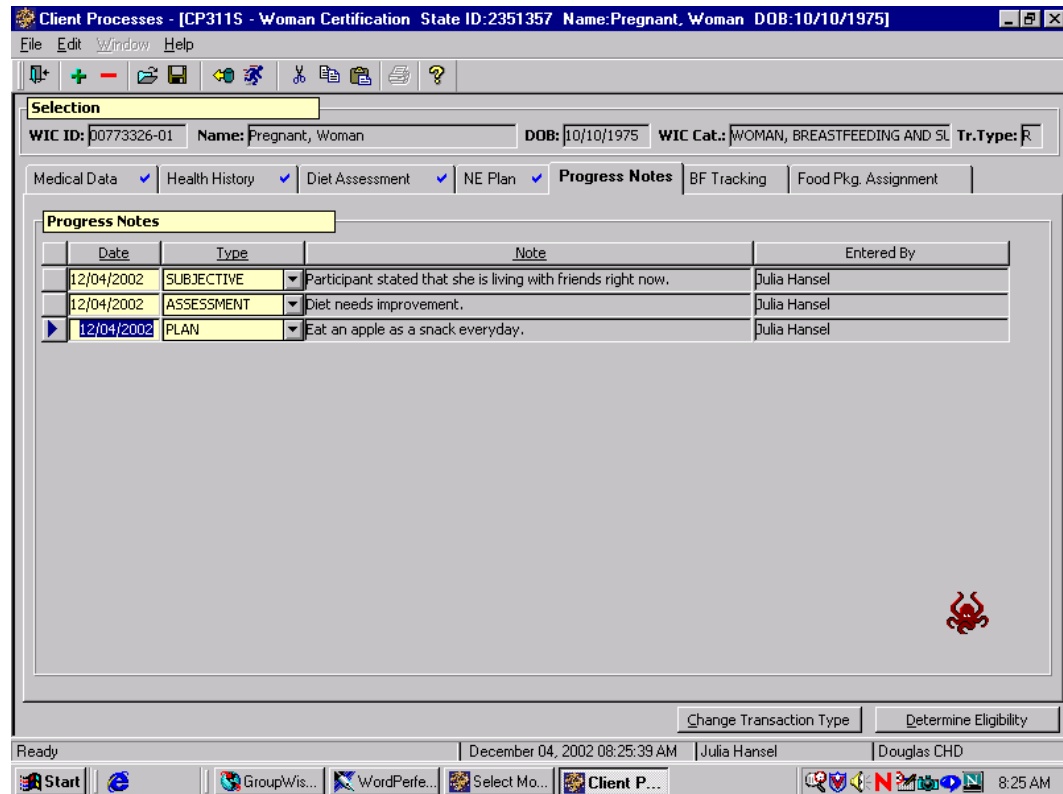 Client Processes - [CP311S - Woman Certification State ID:2351357 Name:Pregnant, Woman DOB:10/10/1975]
File Edit Window Help
Selection
WIC ID: 00773326-01 Name: Pregnant, Woman DOB: 10/10/1975 WIC Cat.: WOMAN, BREASTFEEDING AND SU Tr.Type: R
Medical Data Health History Diet Assessment NE Plan Progress Notes BF Tracking Food Pkg. Assignment
Progress Notes
Date Type Note Entered By
12/04/2002 SUBJECTIVE Participant stated that she is living with friends right now. Julia Hansel
12/04/2002 ASSESSMENT Diet needs improvement. Julia Hansel
12/04/2002 PLAN Eat an apple as a snack everyday. Julia Hansel
Change Transaction Type Determine Eligibility
Ready December 04, 2002 08:25:39 AM Julia Hansel Douglas CHD
Start GroupWis... WordPerfe... Select Mo... Client P... 8:25 AM